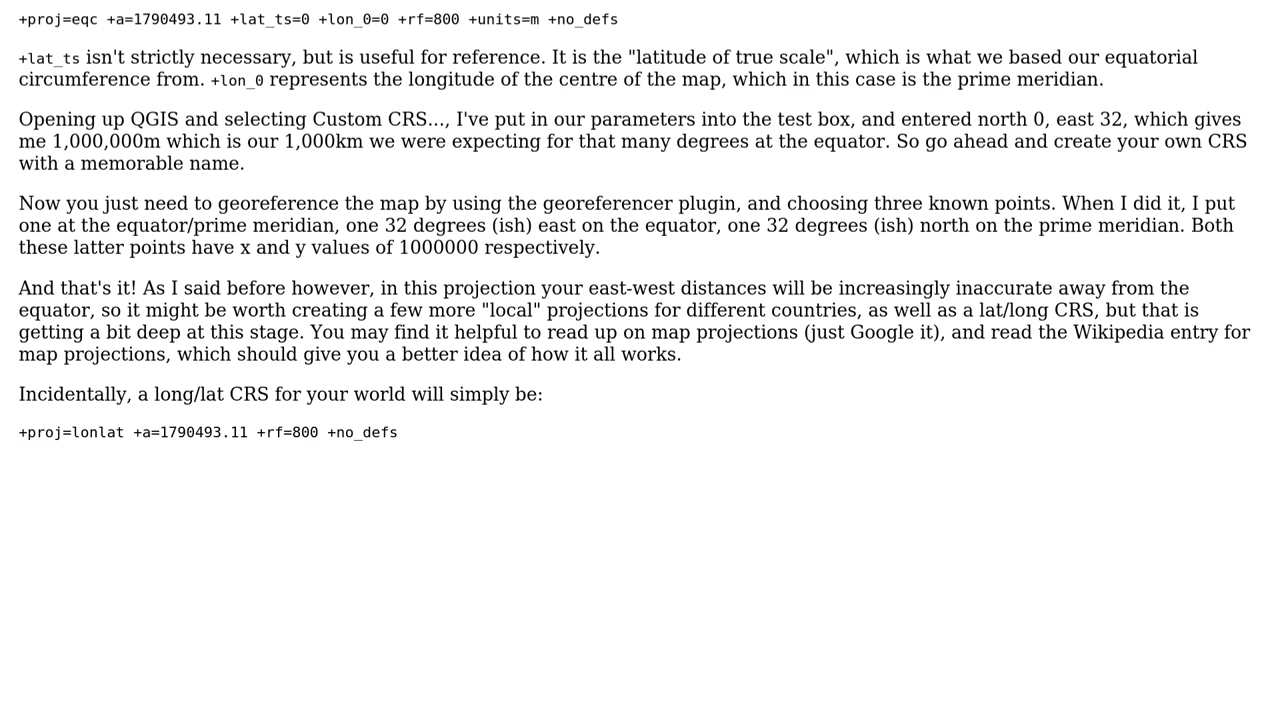 +proj=eqc +a=1790493.11 +lat_ts=0 +lon_0=0 +rf=800 +units=m +no_defs
+lat_ts isn't strictly necessary, but is useful for reference. It is the "latitude of true scale", which is what we based our equatorial
circumference from. +lon_0 represents the longitude of the centre of the map, which in this case is the prime meridian.
Opening up QGIS and selecting Custom CRS..., I've put in our parameters into the test box, and entered north 0, east 32, which gives
me 1,000,000m which is our 1,000km we were expecting for that many degrees at the equator. So go ahead and create your own CRS
with a memorable name.
Now you just need to georeference the map by using the georeferencer plugin, and choosing three known points. When I did it, I put
one at the equator/prime meridian, one 32 degrees (ish) east on the equator, one 32 degrees (ish) north on the prime meridian. Both
these latter points have x and y values of 1000000 respectively.
And that's it! As I said before however, in this projection your east-west distances will be increasingly inaccurate away from the
equator, so it might be worth creating a few more "local" projections for different countries, as well as a lat/long CRS, but that is
getting a bit deep at this stage. You may find it helpful to read up on map projections (just Google it), and read the Wikipedia entry for
map projections, which should give you a better idea of how it all works.
Incidentally, a long/lat CRS for your world will simply be:
+proj=lonlat +a=1790493.11 +rf=800 +no_defs